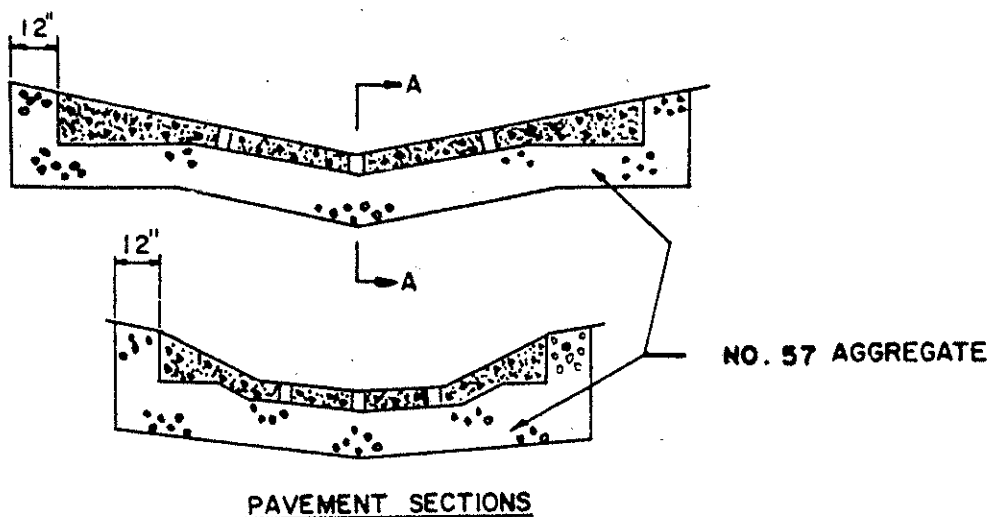 12"
A
A
12"
NO. 57 AGGREGATE
PAVEMENT SECTIONS